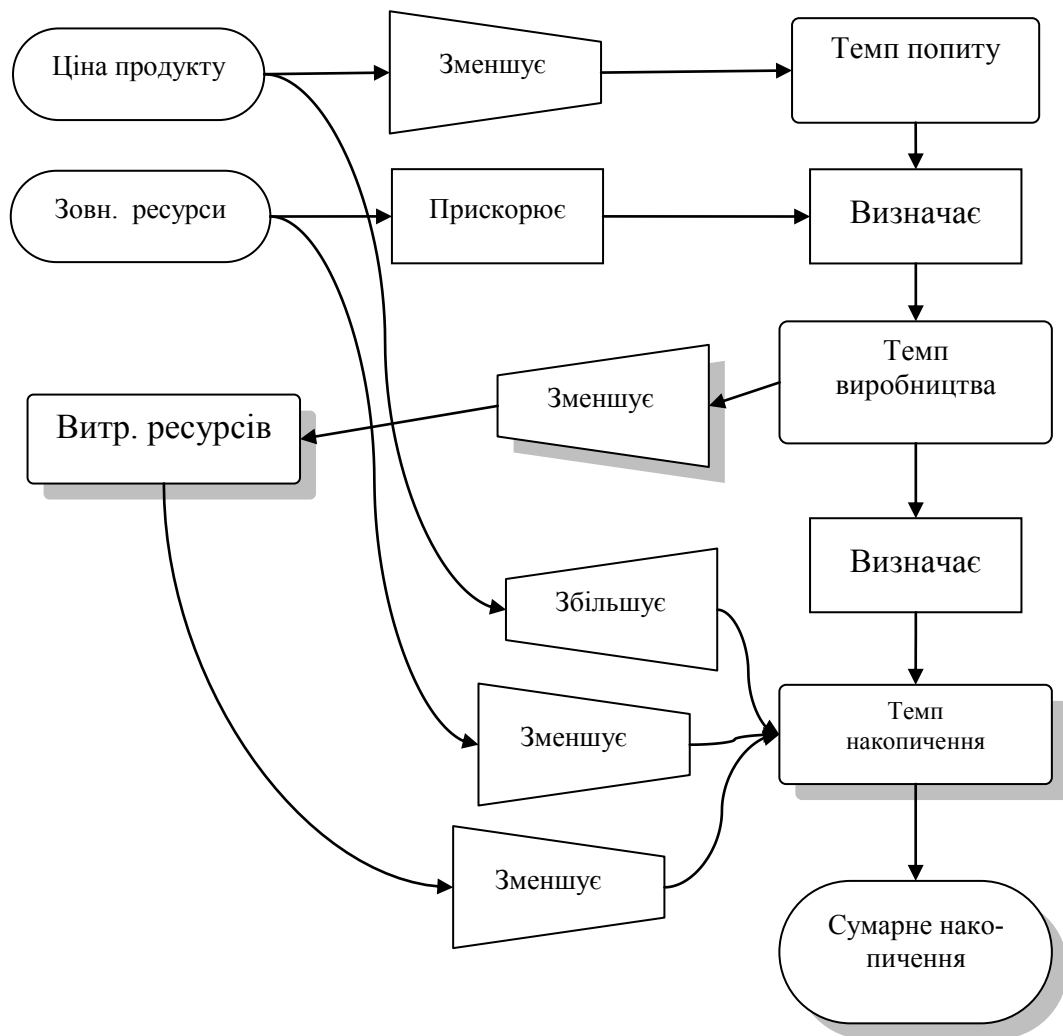 Ціна продукту
Зменшує
Темп попиту
Зовн. ресурси
Прискорює
Визначає
Темп
виробництва
Зменшує
Витр. ресурсів
Визначає
Збільшує
Темп
накопичення
Зменшує
Зменшує
Сумарне нако-
пичення